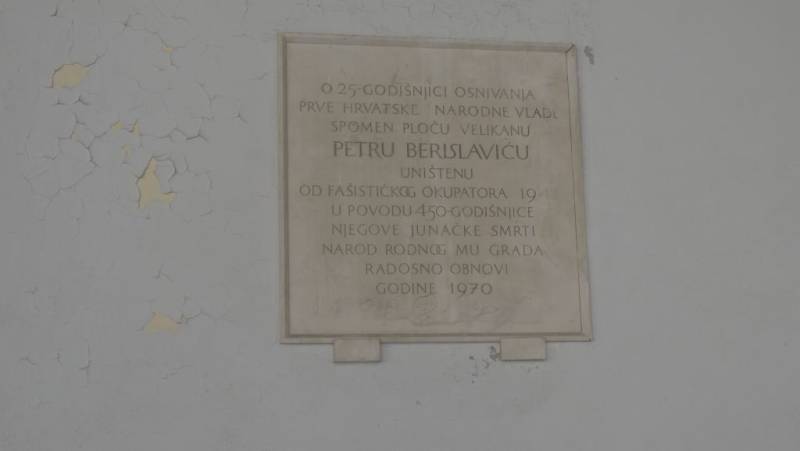 O 25-GODIŠNJICI OSNIVANJA
PRVE HRVATSKE NARODNE VLADE
SPOMEN PLOČU VELIKANU
PETRU BERISLAVIĆU
UNIŠTENU
OD FAŠISTIČKOG OKUPATORA
U POVODU 450-GODIŠNJICE
NJEGOVE JUNAČKE SMRTI
NAROD RODNOG MU GRADA
RADOSNO OBNOVI
GODINE 1970